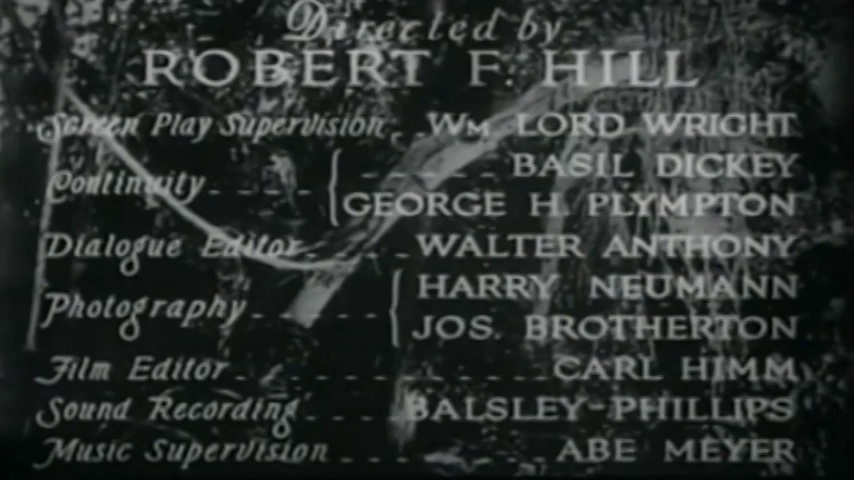 Directed by
ROBERT F. HILL
Screen Play Supervision WM. LORD WRIGHT
Continuity BASIL DICKEY
GEORGE H. PLYMPTON
Dialogue Editor WALTER ANTHONY
Photography HARRY NEUMANN
JOS. BROTHERTON
Film Editor CARL HIMM
Sound Recording BALSLEY-PHILLIPS
Music Supervision ABE MEYER